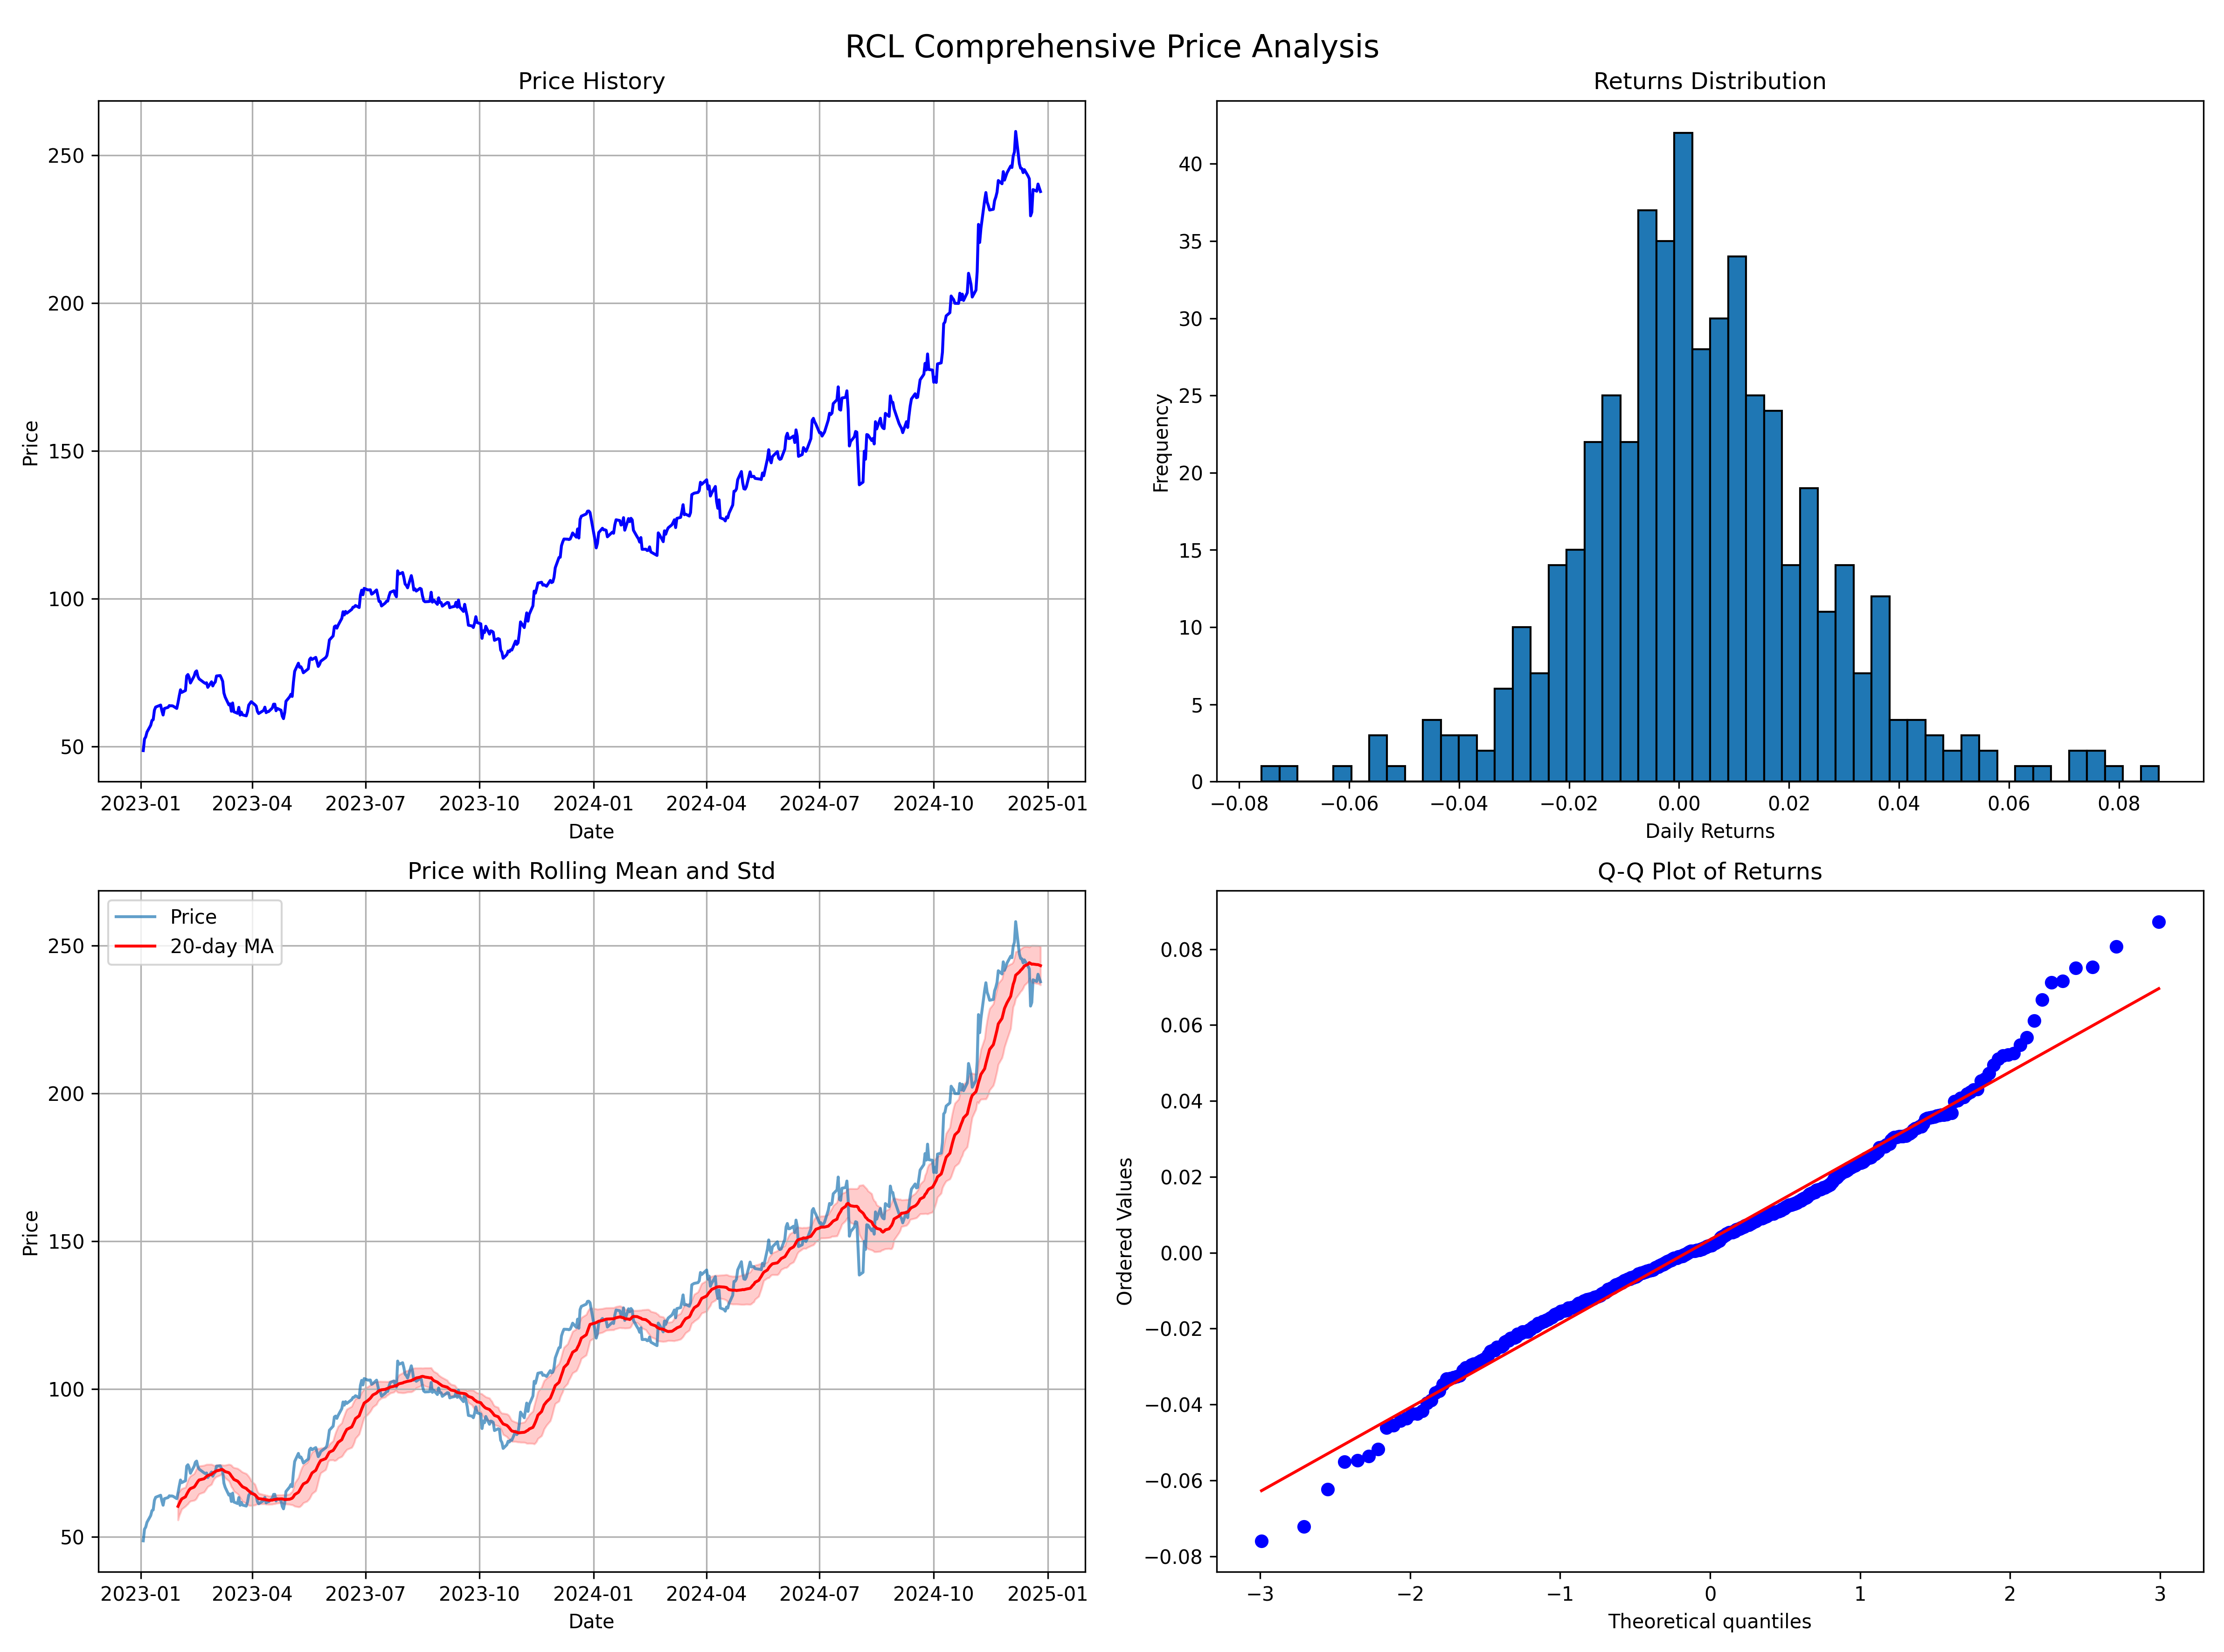 RCL Comprehensive Price Analysis
Price History
250
200
150
100
50
Price
2023-01 2023-04 2023-07 2023-10 2024-01 2024-04 2024-07 2024-10 2025-01
Date
Returns Distribution
40
35
30
25
20
15
10
5
0
Frequency
−0.08 −0.06 −0.04 −0.02 0.00 0.02 0.04 0.06 0.08
Daily Returns
Price with Rolling Mean and Std
Price
20-day MA
250
200
150
100
50
Price
2023-01 2023-04 2023-07 2023-10 2024-01 2024-04 2024-07 2024-10 2025-01
Date
Q-Q Plot of Returns
0.08
0.06
0.04
0.02
0.00
−0.02
−0.04
−0.06
−0.08
Ordered Values
−3 −2 −1 0 1 2 3
Theoretical quantiles